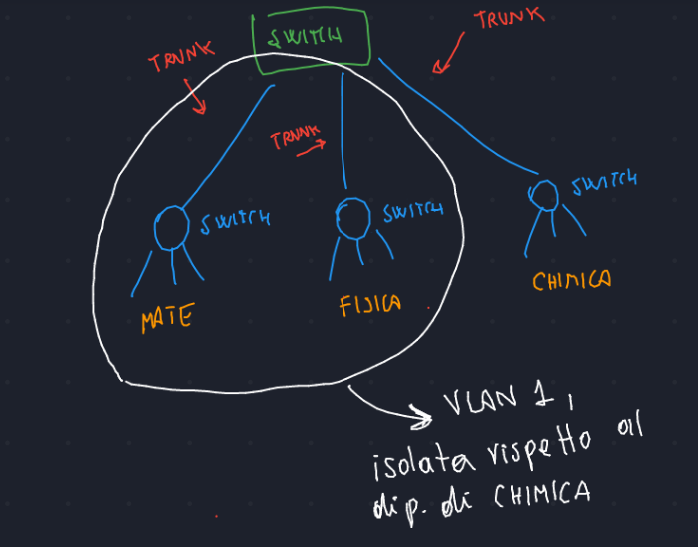 SWITCH
TRUNK
TRUNK
TRUNK
SWITCH
SWITCH
SWITCH
MATE
FISICA
CHIMICA
VLAN 1,
isolata rispetto al
dip. di CHIMICA